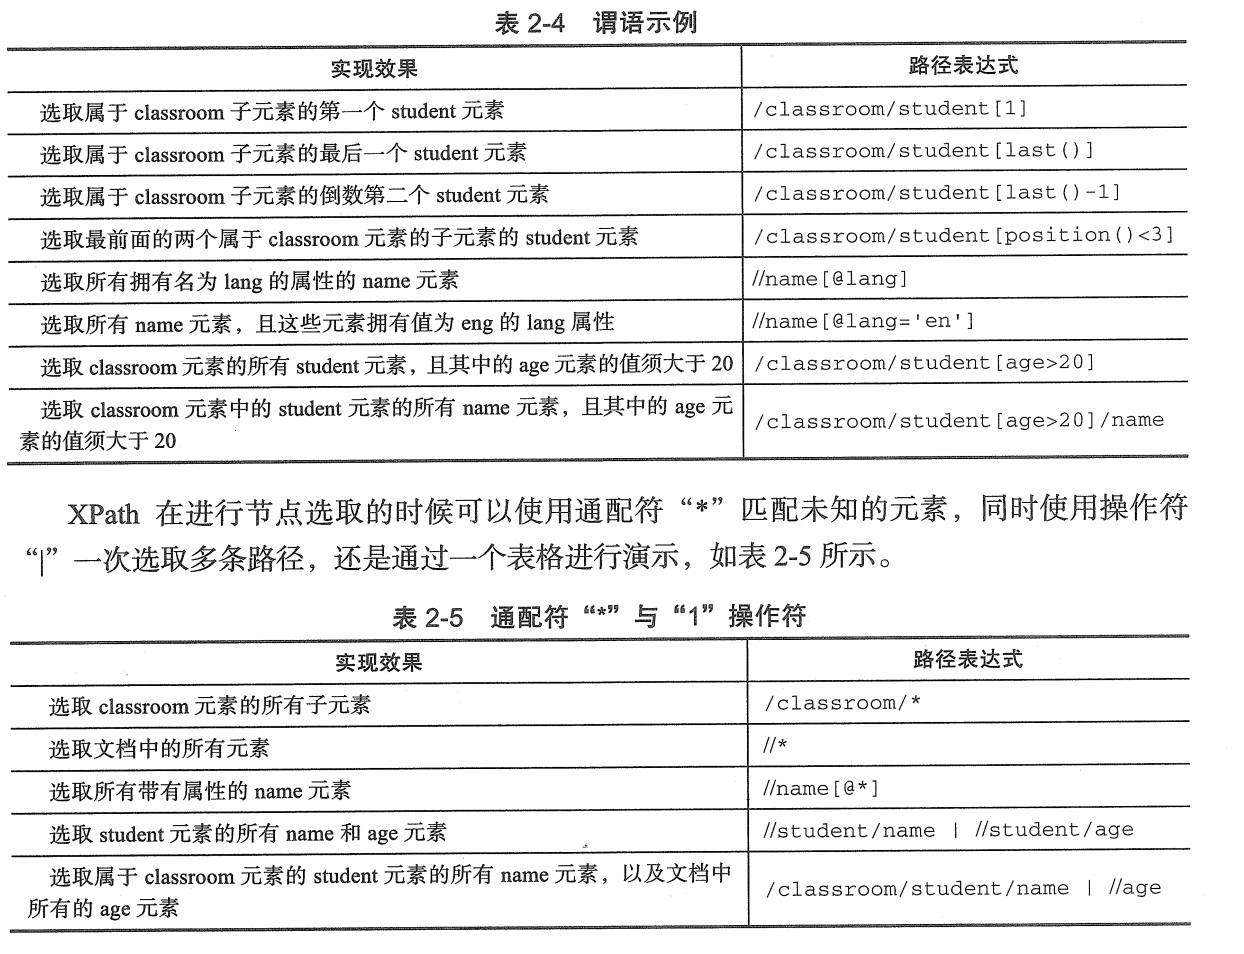 表 2-4 谓语示例
实现效果 路径表达式
选取属于 classroom 子元素的第一个 student 元素 /classroom/student[1]
选取属于 classroom 子元素的最后一个 student 元素 /classroom/student[last()]
选取属于 classroom 子元素的倒数第二个 student 元素 /classroom/student[last()-1]
选取最前面的两个属于 classroom 元素的子元素的 student 元素 /classroom/student[position()<3]
选取所有拥有名为 lang 的属性的 name 元素 //name[@lang]
选取所有 name 元素，且这些元素拥有值为 eng 的 lang 属性 //name[@lang='en']
选取 classroom 元素的所有 student 元素，且其中的 age 元素的值须大于 20 /classroom/student[age>20]
选取 classroom 元素中的 student 元素的所有 name 元素，且其中的 age 元
素的值须大于 20 /classroom/student[age>20]/name
XPath 在进行节点选取的时候可以使用通配符“*”匹配未知的元素，同时使用操作符
“|”一次选取多条路径，还是通过一个表格进行演示，如表 2-5 所示。
表 2-5 通配符“*”与“1”操作符
实现效果 路径表达式
选取 classroom 元素的所有子元素 /classroom/*
选取文档中的所有元素 //*
选取所有带有属性的 name 元素 //name[@*]
选取 student 元素的所有 name 和 age 元素 //student/name | //student/age
选取属于 classroom 元素的 student 元素的所有 name 元素，以及文档中
所有的 age 元素 /classroom/student/name | //age